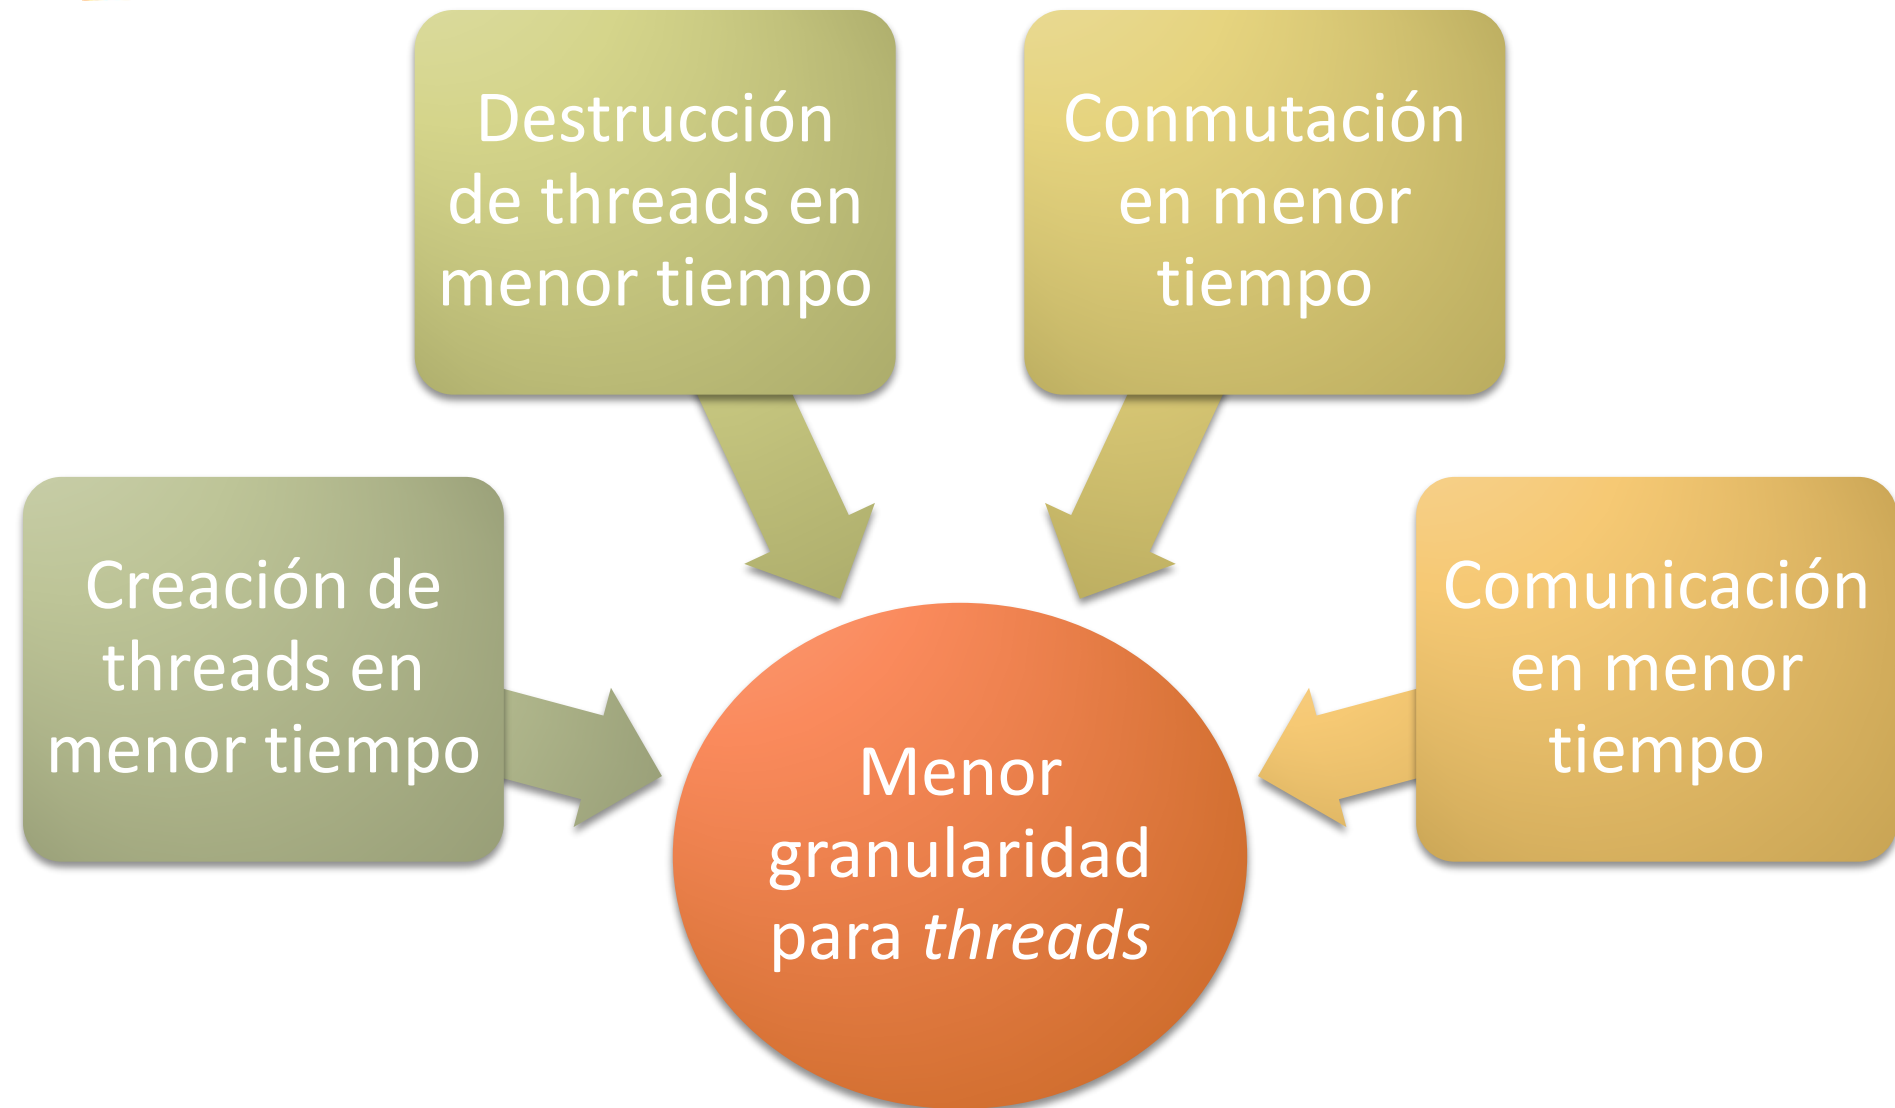 Destrucción
de threads en
menor tiempo
Conmutación
en menor
tiempo
Creación de
threads en
menor tiempo
Comunicación
en menor
tiempo
Menor
granularidad
para threads